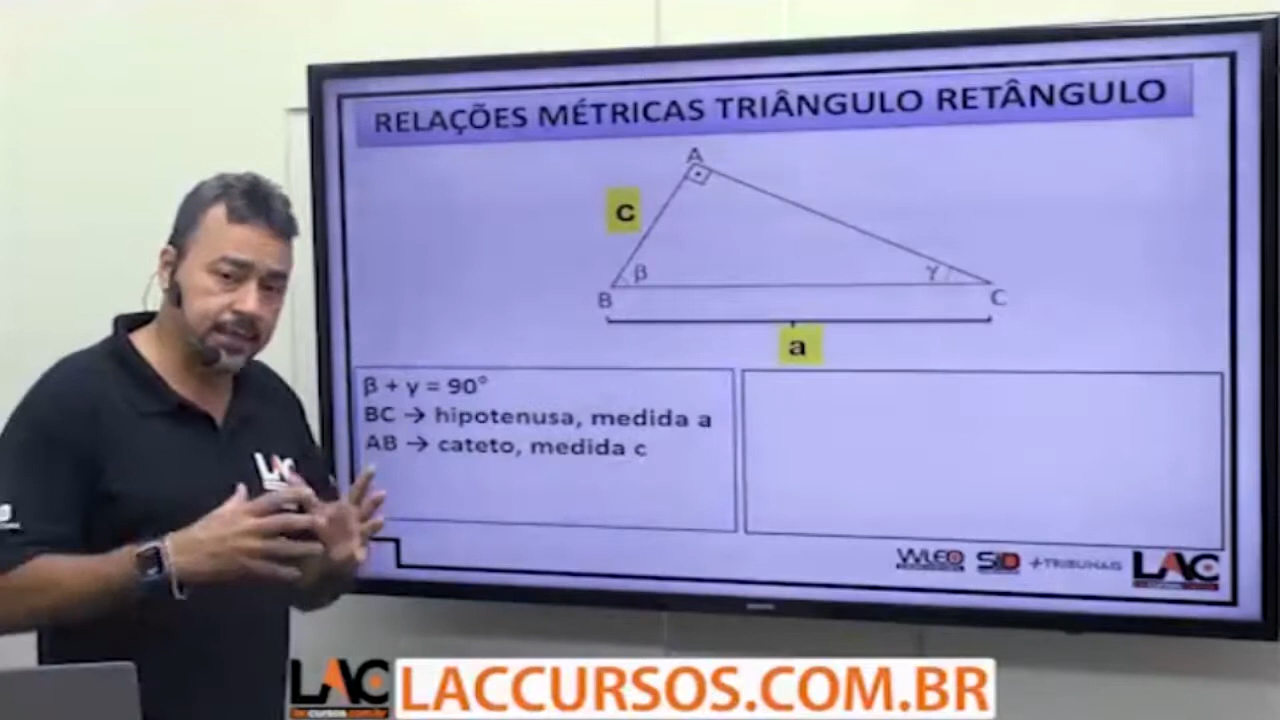 RELAÇÕES MÉTRICAS TRIÂNGULO RETÂNGULO
A
c
β
γ
B
C
a
β + γ = 90°
BC → hipotenusa, medida a
AB → cateto, medida c
LAC
WLEO
SID
+TRIBUNAIS
LAC
LAC
LACCURSOS.COM.BR